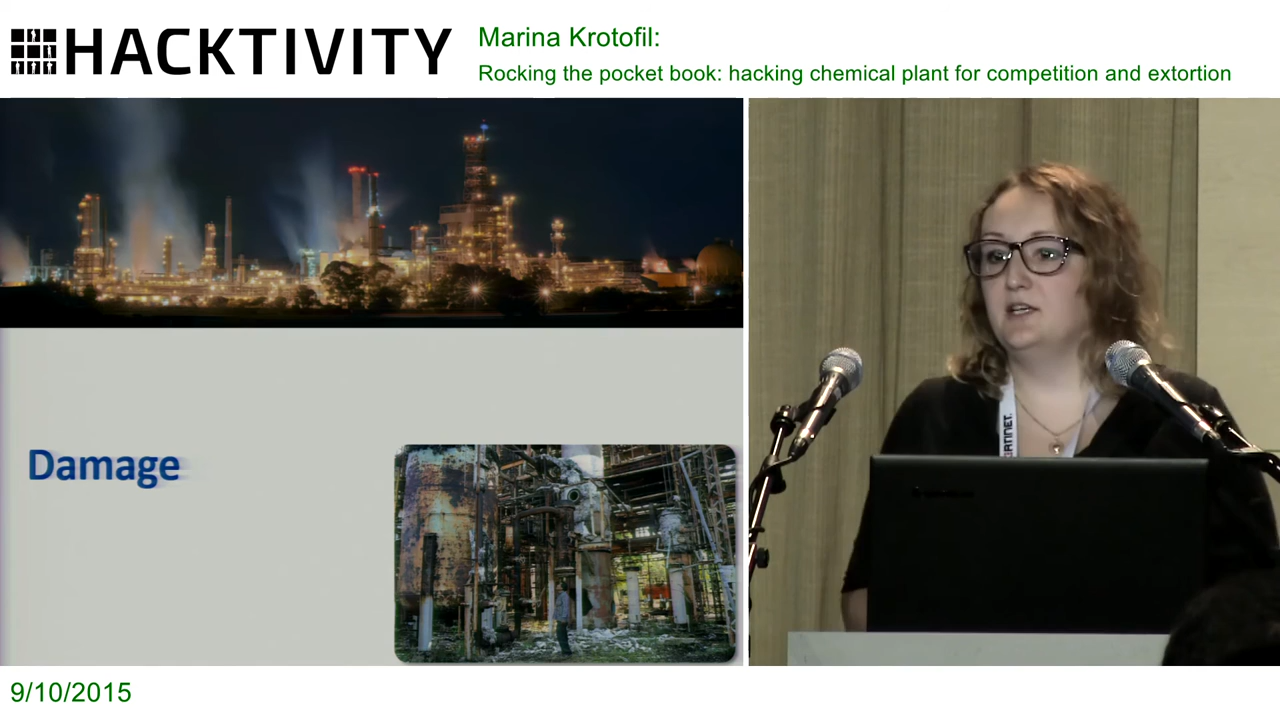 HACKTIVITY
Marina Krotofil:
Rocking the pocket book: hacking chemical plant for competition and extortion
Damage
9/10/2015